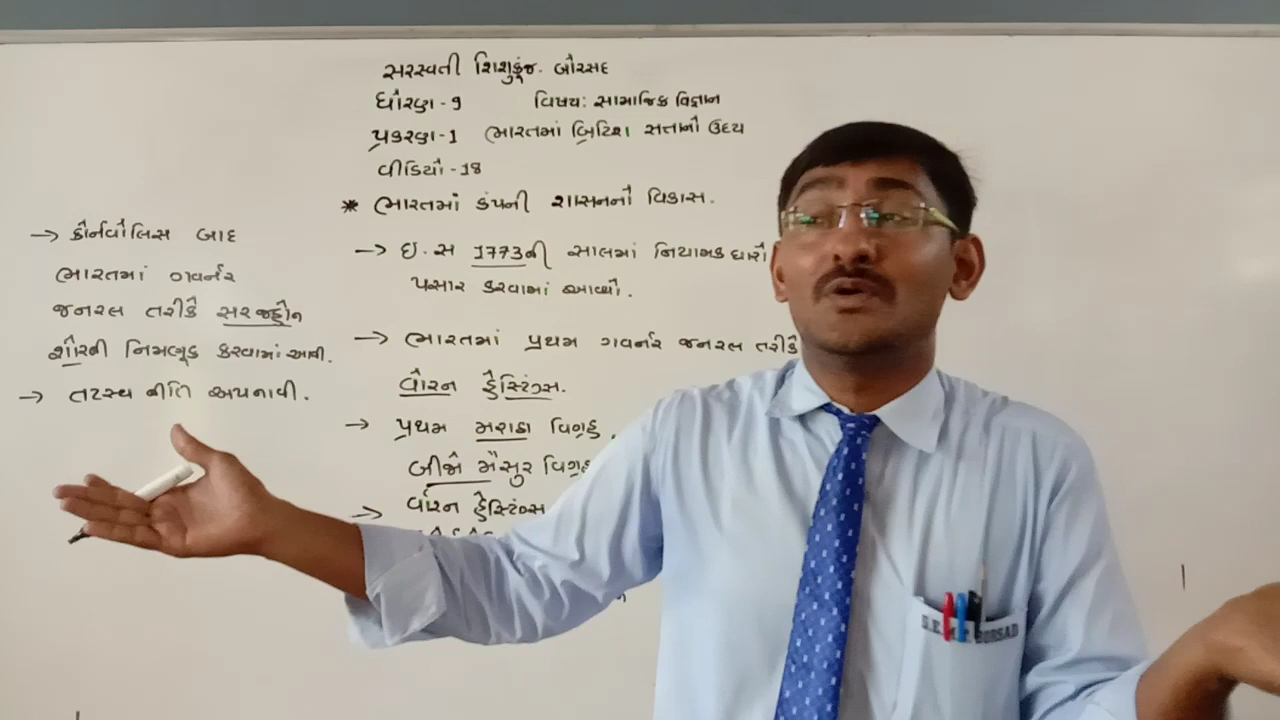 સરસ્વતી શિશુકુંજ. બોરસદ
ધોરણ - 9 વિષય: સામાજિક વિજ્ઞાન
પ્રકરણ - 1 ભારતમાં બ્રિટિશ સત્તાનો ઉદય
વીડિયો - 18
* ભારતમાં કંપની શાસનનો વિકાસ.
→ ઇ.સ 1773ની સાલમાં નિયામક ધારો
પસાર કરવામાં આવ્યો.
→ ભારતમાં પ્રથમ ગવર્નર જનરલ તરીકે
વોરન હેસ્ટિંગ્સ.
→ પ્રથમ મરાઠા વિગ્રહ
બીજો મૈસુર વિગ્રહ
→ વોરન હેસ્ટિંગ્સ
→ કોર્નવોલિસ બાદ
ભારતમાં ગવર્નર
જનરલ તરીકે સર જ્હોન
શોરની નિમણૂક કરવામાં આવી.
→ તટસ્થ નીતિ અપનાવી.
BORSAD